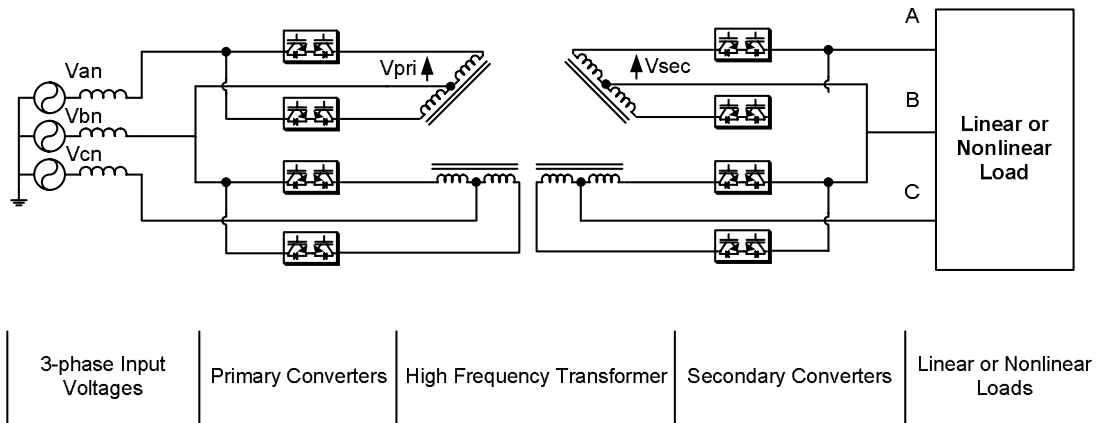 A
Vpri
Vsec
Van
B
Vbn
Linear or
Nonlinear
Load
Vcn
C
3-phase Input
Voltages
Primary Converters
High Frequency Transformer
Secondary Converters
Linear or Nonlinear
Loads